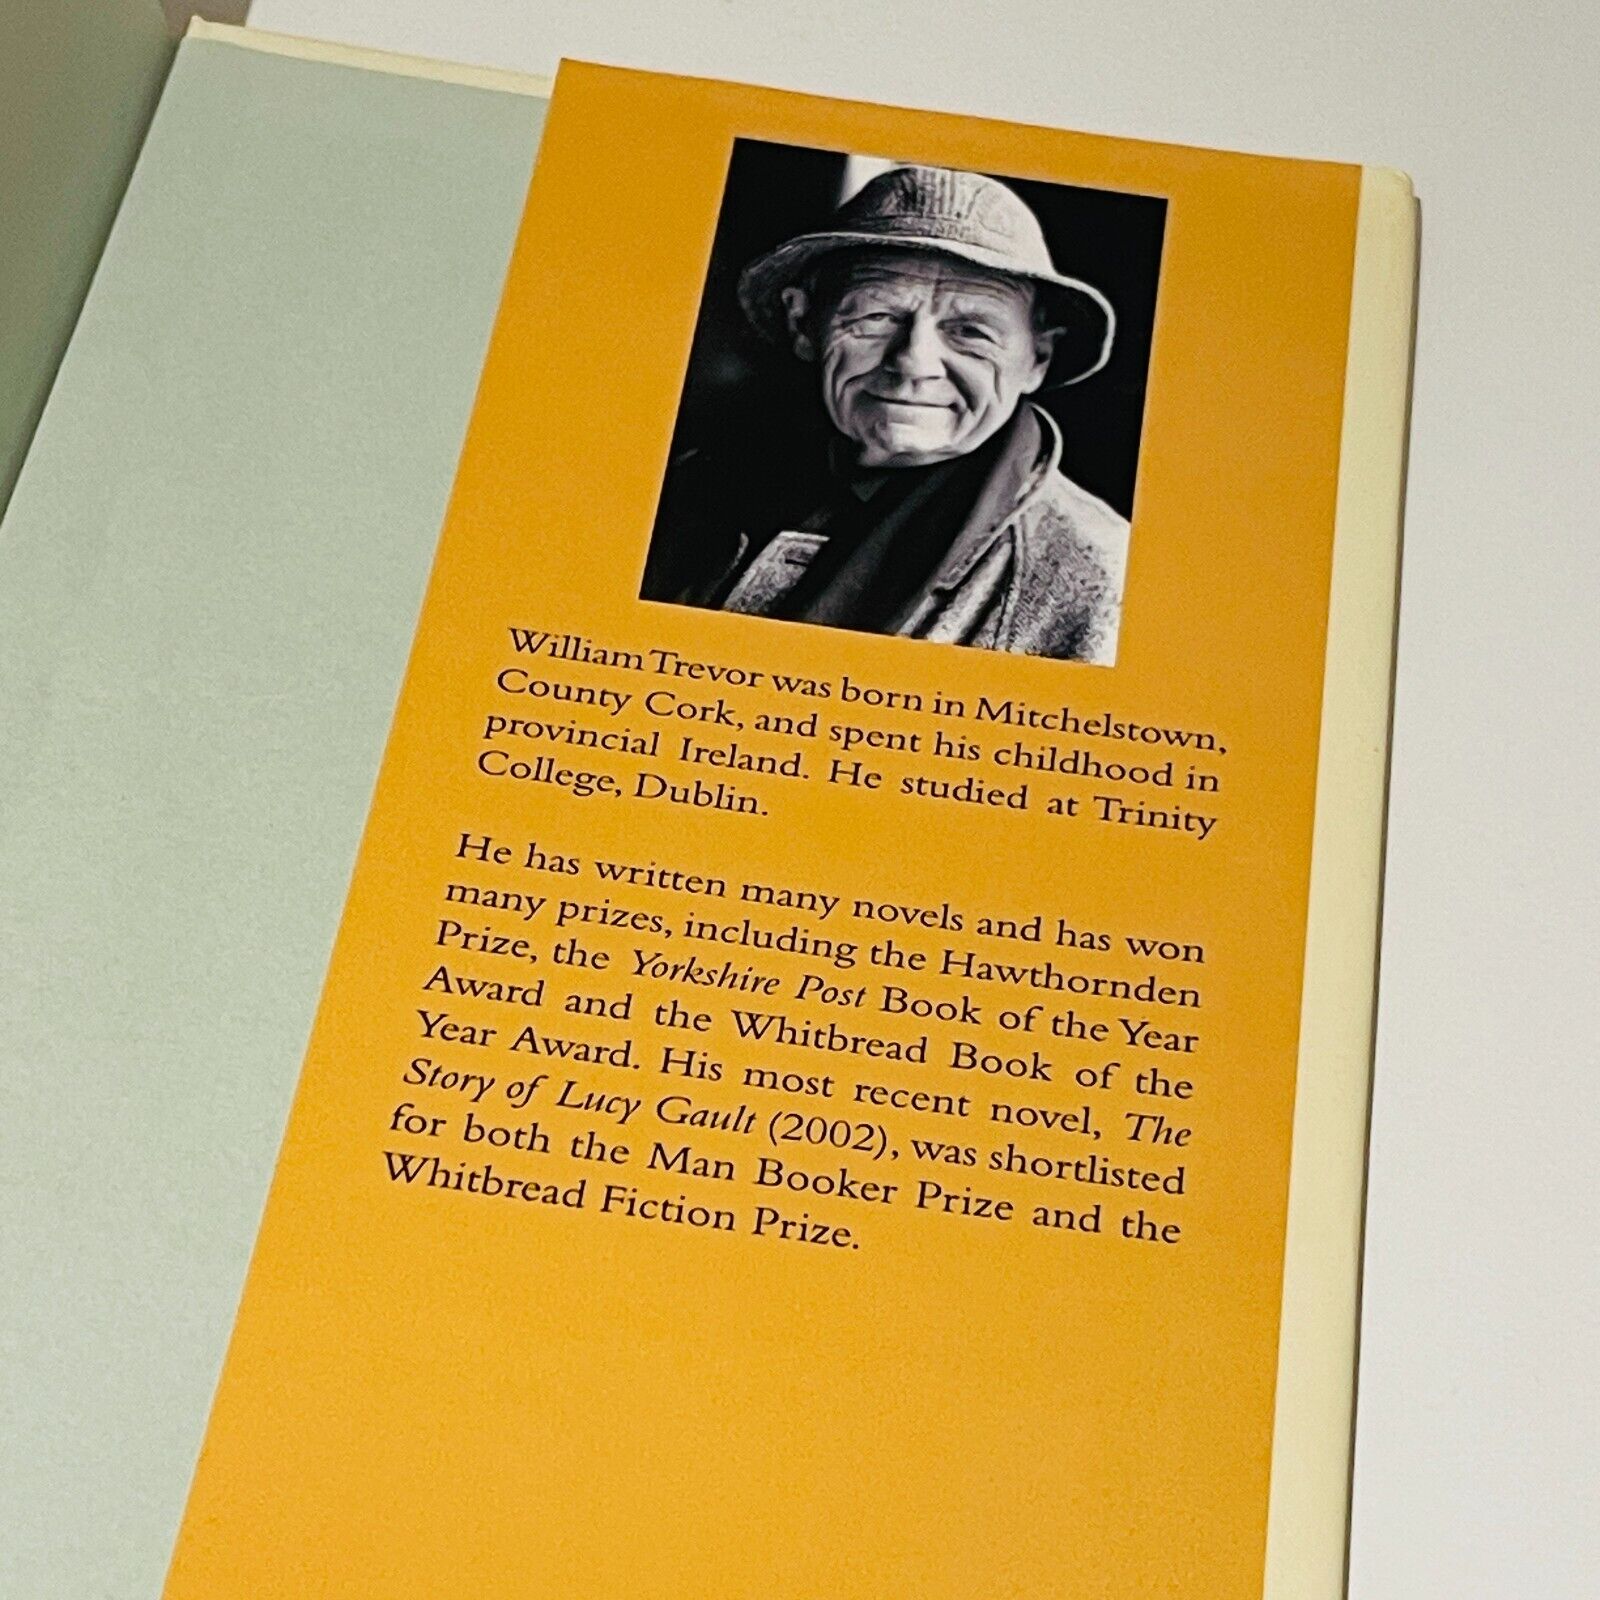 William Trevor was born in Mitchelstown,
County Cork, and spent his childhood in
provincial Ireland. He studied at Trinity
College, Dublin.
He has written many novels and has won
many prizes, including the Hawthornden
Prize, the Yorkshire Post Book of the Year
Award and the Whitbread Book of the
Year Award. His most recent novel, The
Story of Lucy Gault (2002), was shortlisted
for both the Man Booker Prize and the
Whitbread Fiction Prize.